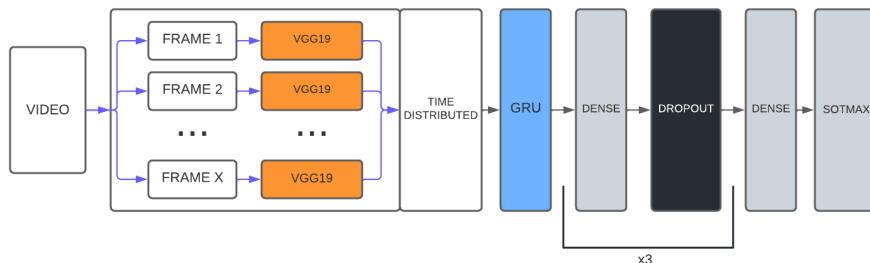 VIDEO
FRAME 1
VGG19
FRAME 2
VGG19
...
...
FRAME X
VGG19
TIME
DISTRIBUTED
GRU
DENSE
DROPOUT
DENSE
SOTMAX
x3